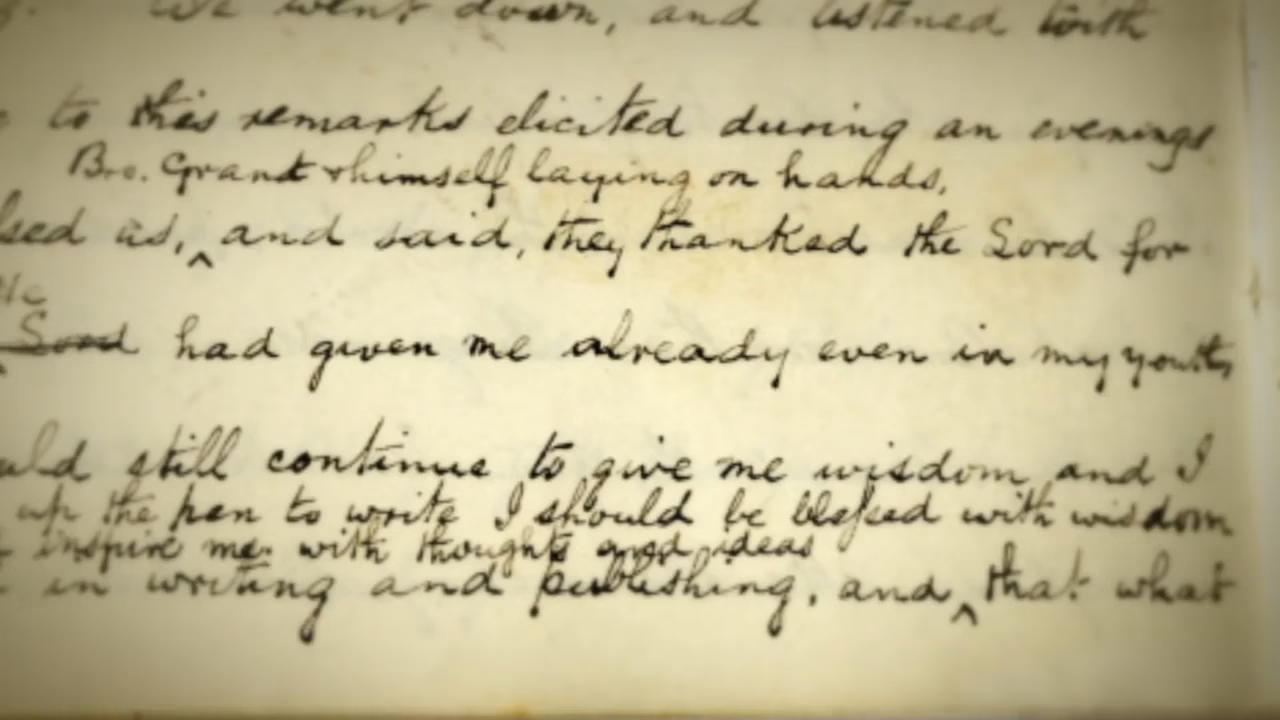 We went down, and listened with
to this remarks elicited during an evenings
Bro. Grant & himself laying on hands.
us, ^ and said, they thanked the Lord for
Lord had given me already even in my youth,
still continue to give me wisdom and I
up the pen to write I should be blessed with wisdom
inspire me with thoughts and ideas
in writing and publishing, and ^ that what